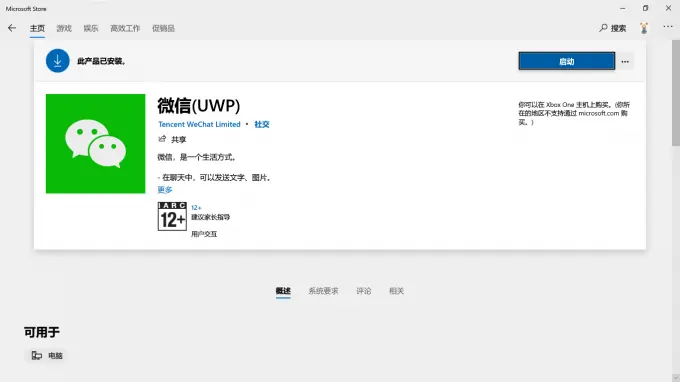 Microsoft Store
主页 游戏 娱乐 高效工作 促销品
搜索
此产品已安装。
启动
微信(UWP)
Tencent WeChat Limited • 社交
共享
微信，是一个生活方式。
- 在聊天中，可以发送文字、图片。
更多
IARC
12+
12+
建议家长指导
用户交互
你可以在 Xbox One 主机上购买。(你所
在的地区不支持通过 microsoft.com 购
买。)
概述 系统要求 评论 相关
可用于
电脑